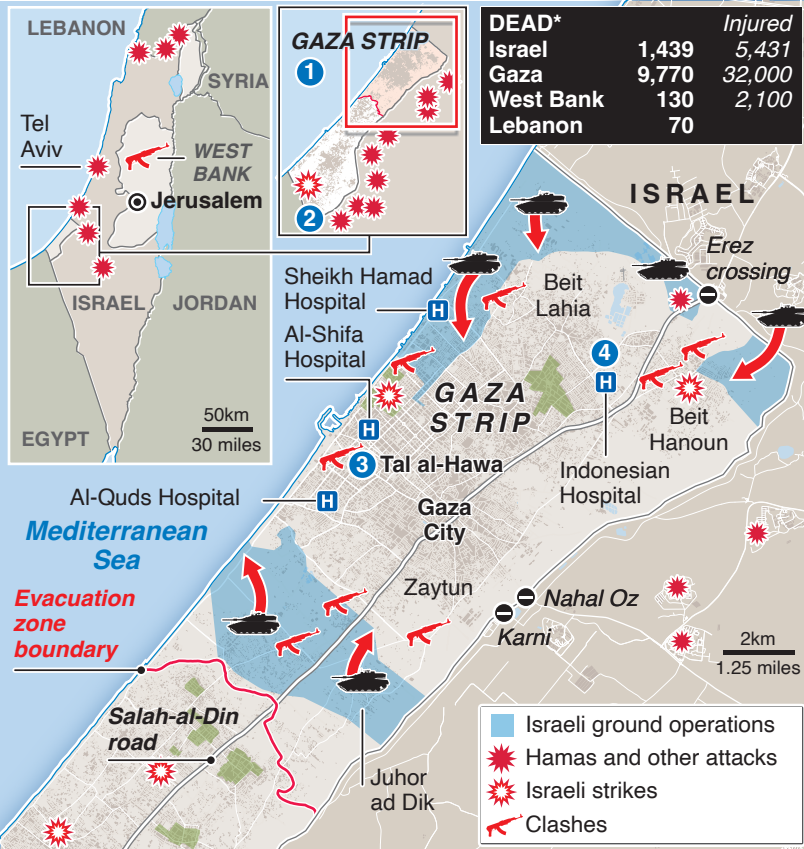 LEBANON
SYRIA
Tel
Aviv
WEST
BANK
Jerusalem
ISRAEL
JORDAN
EGYPT
50km
30 miles
GAZA STRIP
1
2
DEAD* Injured
Israel 1,439 5,431
Gaza 9,770 32,000
West Bank 130 2,100
Lebanon 70
ISRAEL
Erez
crossing
Beit
Lahia
Sheikh Hamad
Hospital
H
Al-Shifa
Hospital
H
4
H
GAZA
STRIP
Beit
Hanoun
3 Tal al-Hawa
Indonesian
Hospital
Al-Quds Hospital
H
Gaza
City
Mediterranean
Sea
Zaytun
Nahal Oz
Karni
Evacuation
zone
boundary
2km
1.25 miles
Salah-al-Din
road
Juhor
ad Dik
Israeli ground operations
Hamas and other attacks
Israeli strikes
Clashes